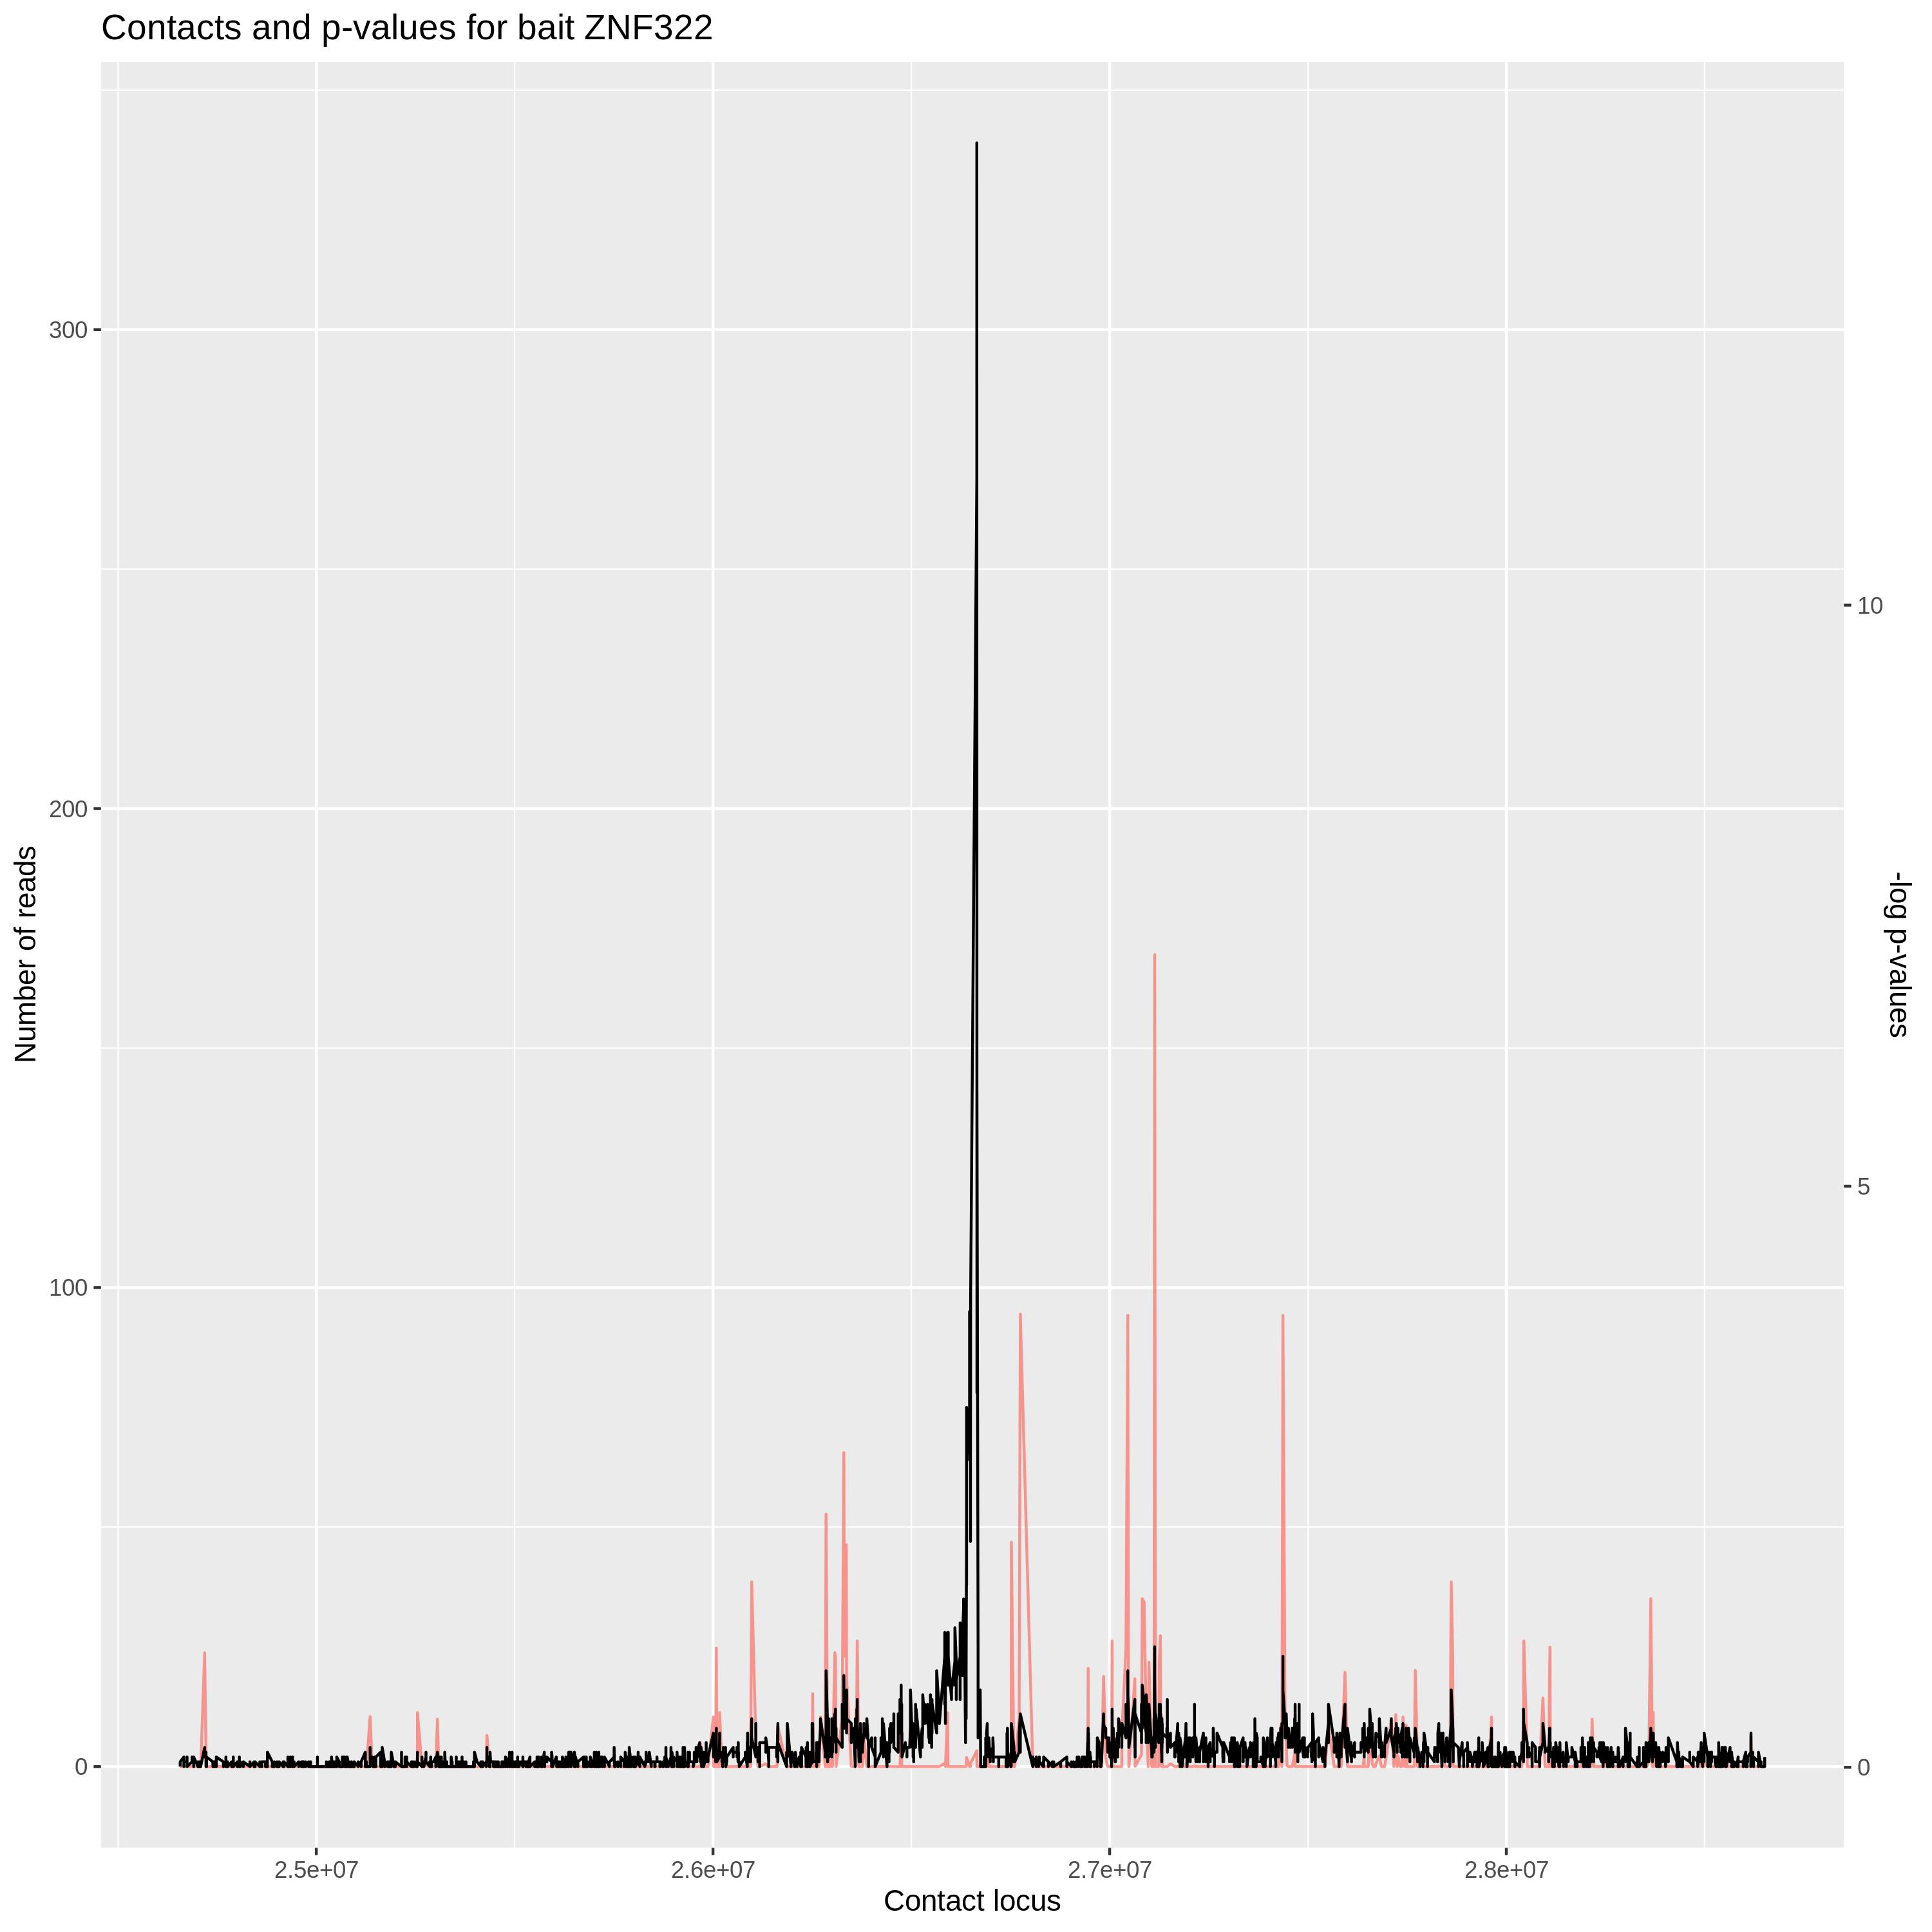 Contacts and p-values for bait ZNF322
Number of reads
300
200
100
0
10
5
0
-log p-values
2.5e+07 2.6e+07 2.7e+07 2.8e+07
Contact locus